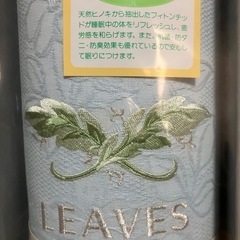 天然ヒノキから抽出したフィトンチッ
ドが睡眠中の体をリフレッシュし、疲
労感を和らげます。また、抗菌・防ダ
ニ・防臭効果も優れているので安心し
て眠りにつけます。
LEAVES